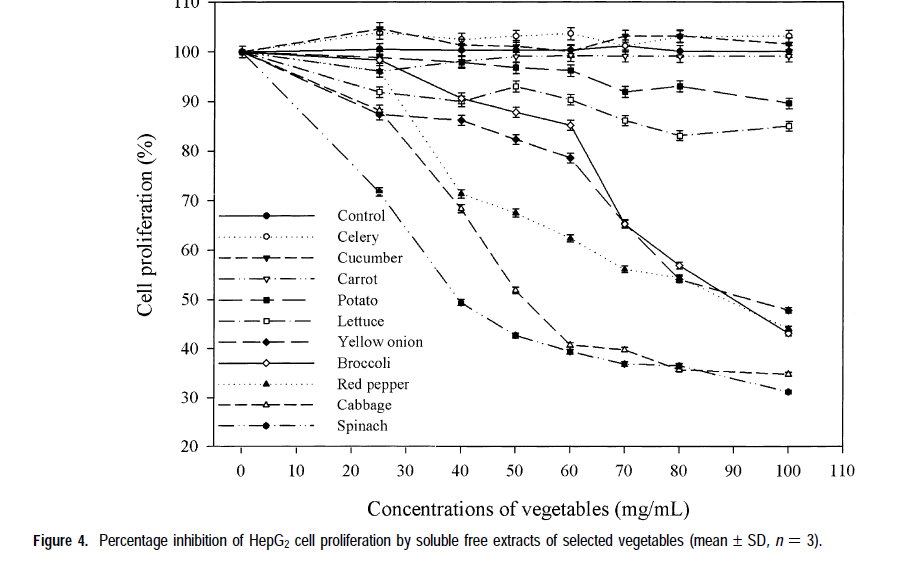 110
100
90
80
70
60
50
40
30
20
Cell proliferation (%)
Control
Celery
Cucumber
Carrot
Potato
Lettuce
Yellow onion
Broccoli
Red pepper
Cabbage
Spinach
0 10 20 30 40 50 60 70 80 90 100 110
Concentrations of vegetables (mg/mL)
Figure 4. Percentage inhibition of HepG₂ cell proliferation by soluble free extracts of selected vegetables (mean ± SD, n = 3).